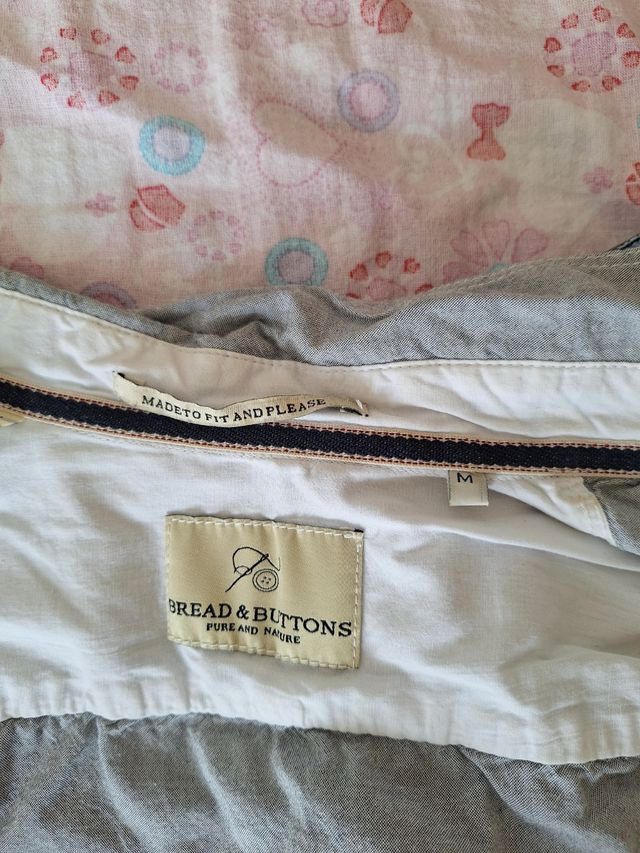 MADE TO FIT AND PLEASE
M
BREAD & BUTTONS
PURE AND NATURE